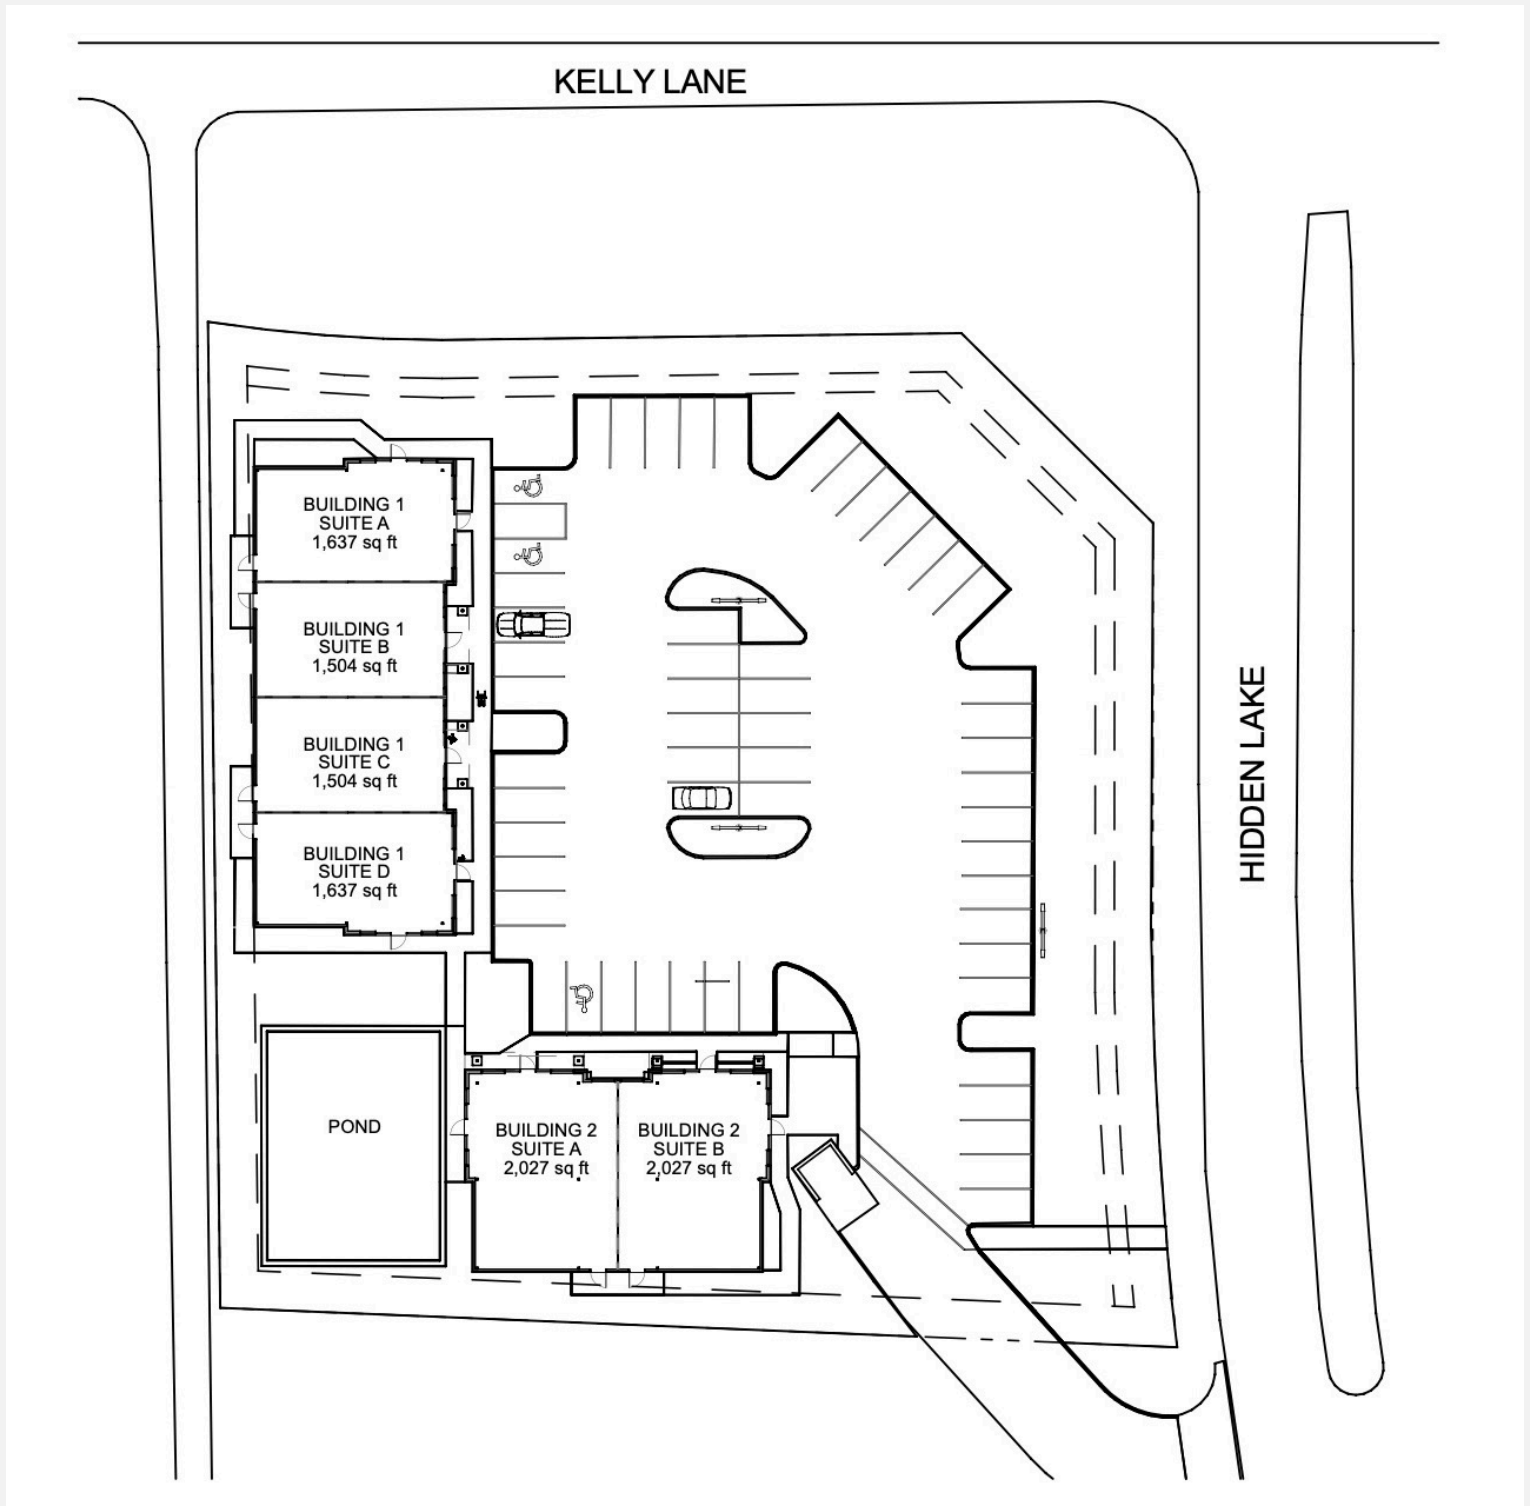 KELLY LANE
BUILDING 1
SUITE A
1,637 sq ft
BUILDING 1
SUITE B
1,504 sq ft
BUILDING 1
SUITE C
1,504 sq ft
BUILDING 1
SUITE D
1,637 sq ft
HIDDEN LAKE
POND
BUILDING 2
SUITE A
2,027 sq ft
BUILDING 2
SUITE B
2,027 sq ft